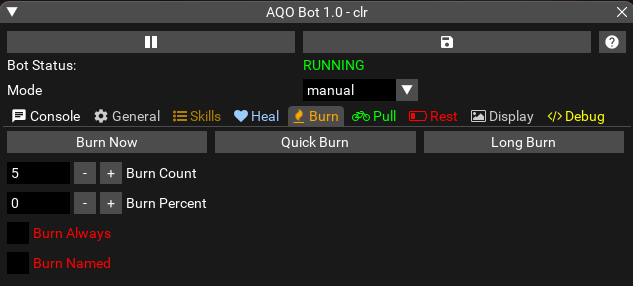 AQO Bot 1.0 - clr
Bot Status: RUNNING
Mode manual
Console General Skills Heal Burn Pull Rest Display Debug
Burn Now Quick Burn Long Burn
5 - + Burn Count
0 - + Burn Percent
Burn Always
Burn Named